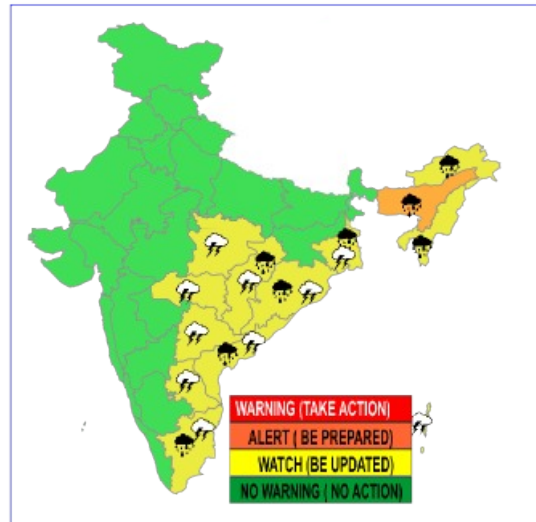 WARNING (TAKE ACTION)
ALERT ( BE PREPARED)
WATCH (BE UPDATED)
NO WARNING ( NO ACTION)